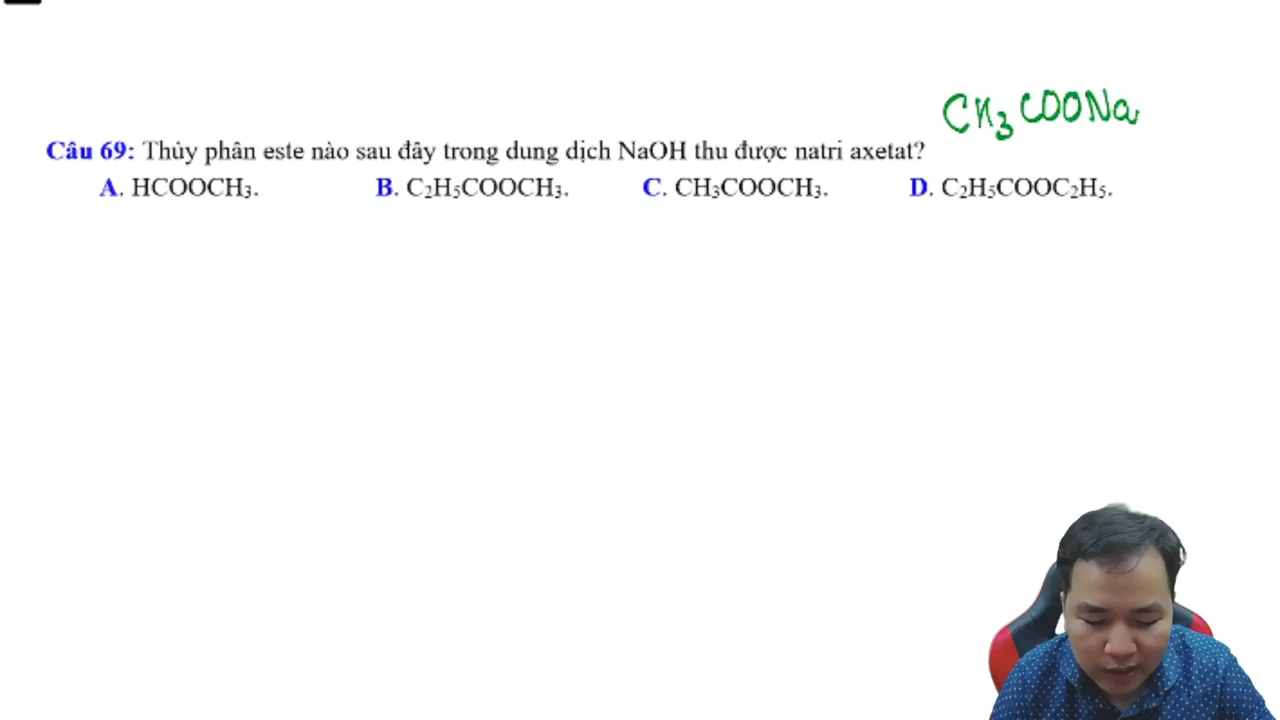 CH₃COONa
Câu 69: Thủy phân este nào sau đây trong dung dịch NaOH thu được natri axetat?
A. HCOOCH₃. B. C₂H₅COOCH₃. C. CH₃COOCH₃. D. C₂H₅COOC₂H₅.